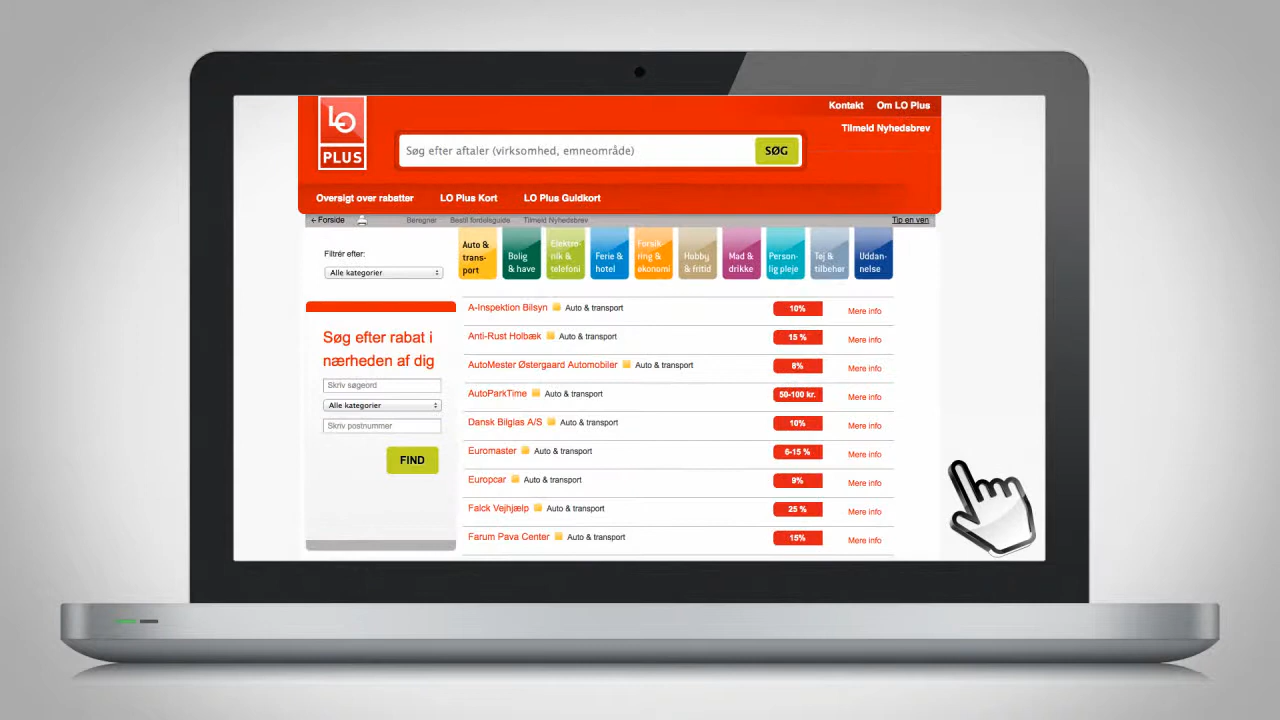 LO
PLUS
Kontakt Om LO Plus
Tilmeld Nyhedsbrev
Søg efter aftaler (virksomhed, emneområde)
SØG
Oversigt over rabatter LO Plus Kort LO Plus Guldkort
← Forside Beregner Bestil fordelsguide Tilmeld Nyhedsbrev Tip en ven
Filtrér efter:
Alle kategorier
Auto &
trans-
port
Bolig
& have
Elektro-
nik &
telefoni
Ferie &
hotel
Forsik
ring &
økonomi
Hobby
& fritid
Mad &
drikke
Person-
lig pleje
Tøj &
tilbehør
Uddan-
nelse
Søg efter rabat i
nærheden af dig
Skriv søgeord
Alle kategorier
Skriv postnummer
FIND
A-Inspektion Bilsyn Auto & transport 10% Mere info
Anti-Rust Holbæk Auto & transport 15 % Mere info
AutoMester Østergaard Automobiler Auto & transport 8% Mere info
AutoParkTime Auto & transport 50-100 kr. Mere info
Dansk Bilglas A/S Auto & transport 10% Mere info
Euromaster Auto & transport 6-15 % Mere info
Europcar Auto & transport 9% Mere info
Falck Vejhjælp Auto & transport 25 % Mere info
Farum Pava Center Auto & transport 15% Mere info